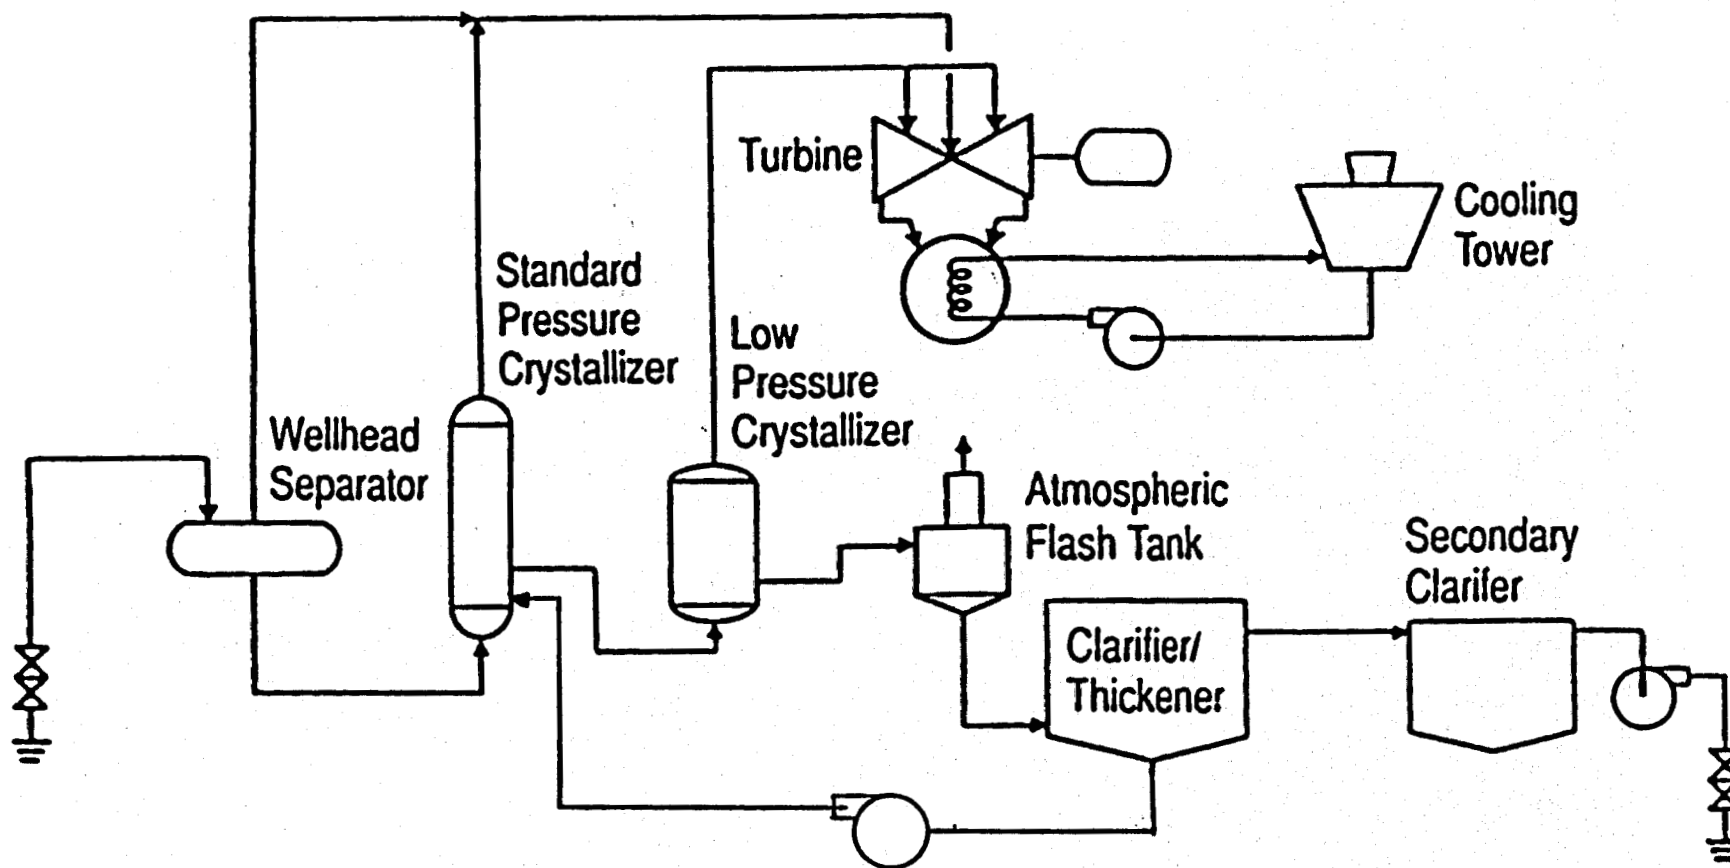 Turbine
Cooling
Tower
Standard
Pressure
Crystallizer
Low
Pressure
Crystallizer
Wellhead
Separator
Atmospheric
Flash Tank
Secondary
Clarifer
Clarifier/
Thickener